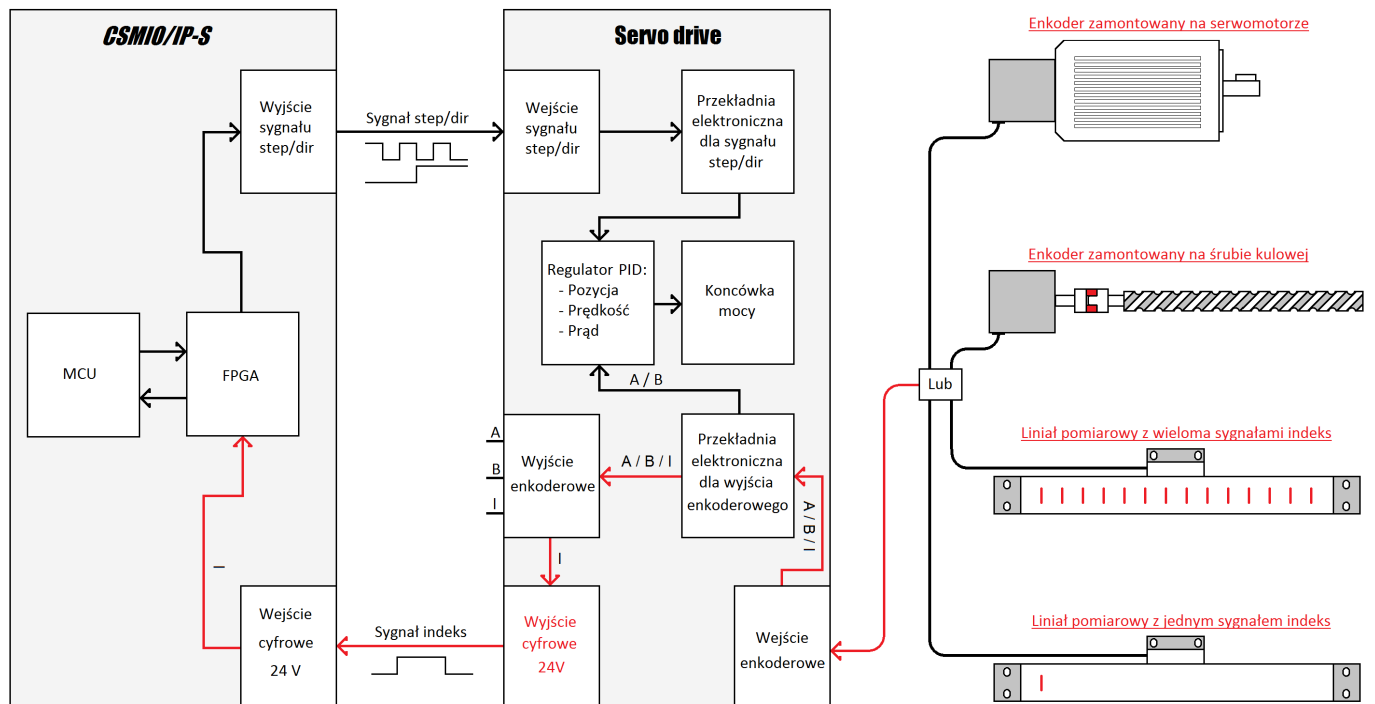 CSMIO/IP-S
Wyjście
sygnału
step/dir
MCU
FPGA
I
Wejście
cyfrowe
24 V
Sygnał step/dir
Sygnał indeks
Servo drive
Wejście
sygnału
step/dir
Przekładnia
elektroniczna
dla sygnału
step/dir
Regulator PID:
- Pozycja
- Prędkość
- Prąd
Koncówka
mocy
A / B
A
B
I
Wyjście
enkoderowe
A / B / I
Przekładnia
elektroniczna
dla wyjścia
enkoderowego
A / B / I
I
Wyjście
cyfrowe
24V
Wejście
enkoderowe
Enkoder zamontowany na serwomotorze
Enkoder zamontowany na śrubie kulowej
Lub
Liniał pomiarowy z wieloma sygnałami indeks
Liniał pomiarowy z jednym sygnałem indeks